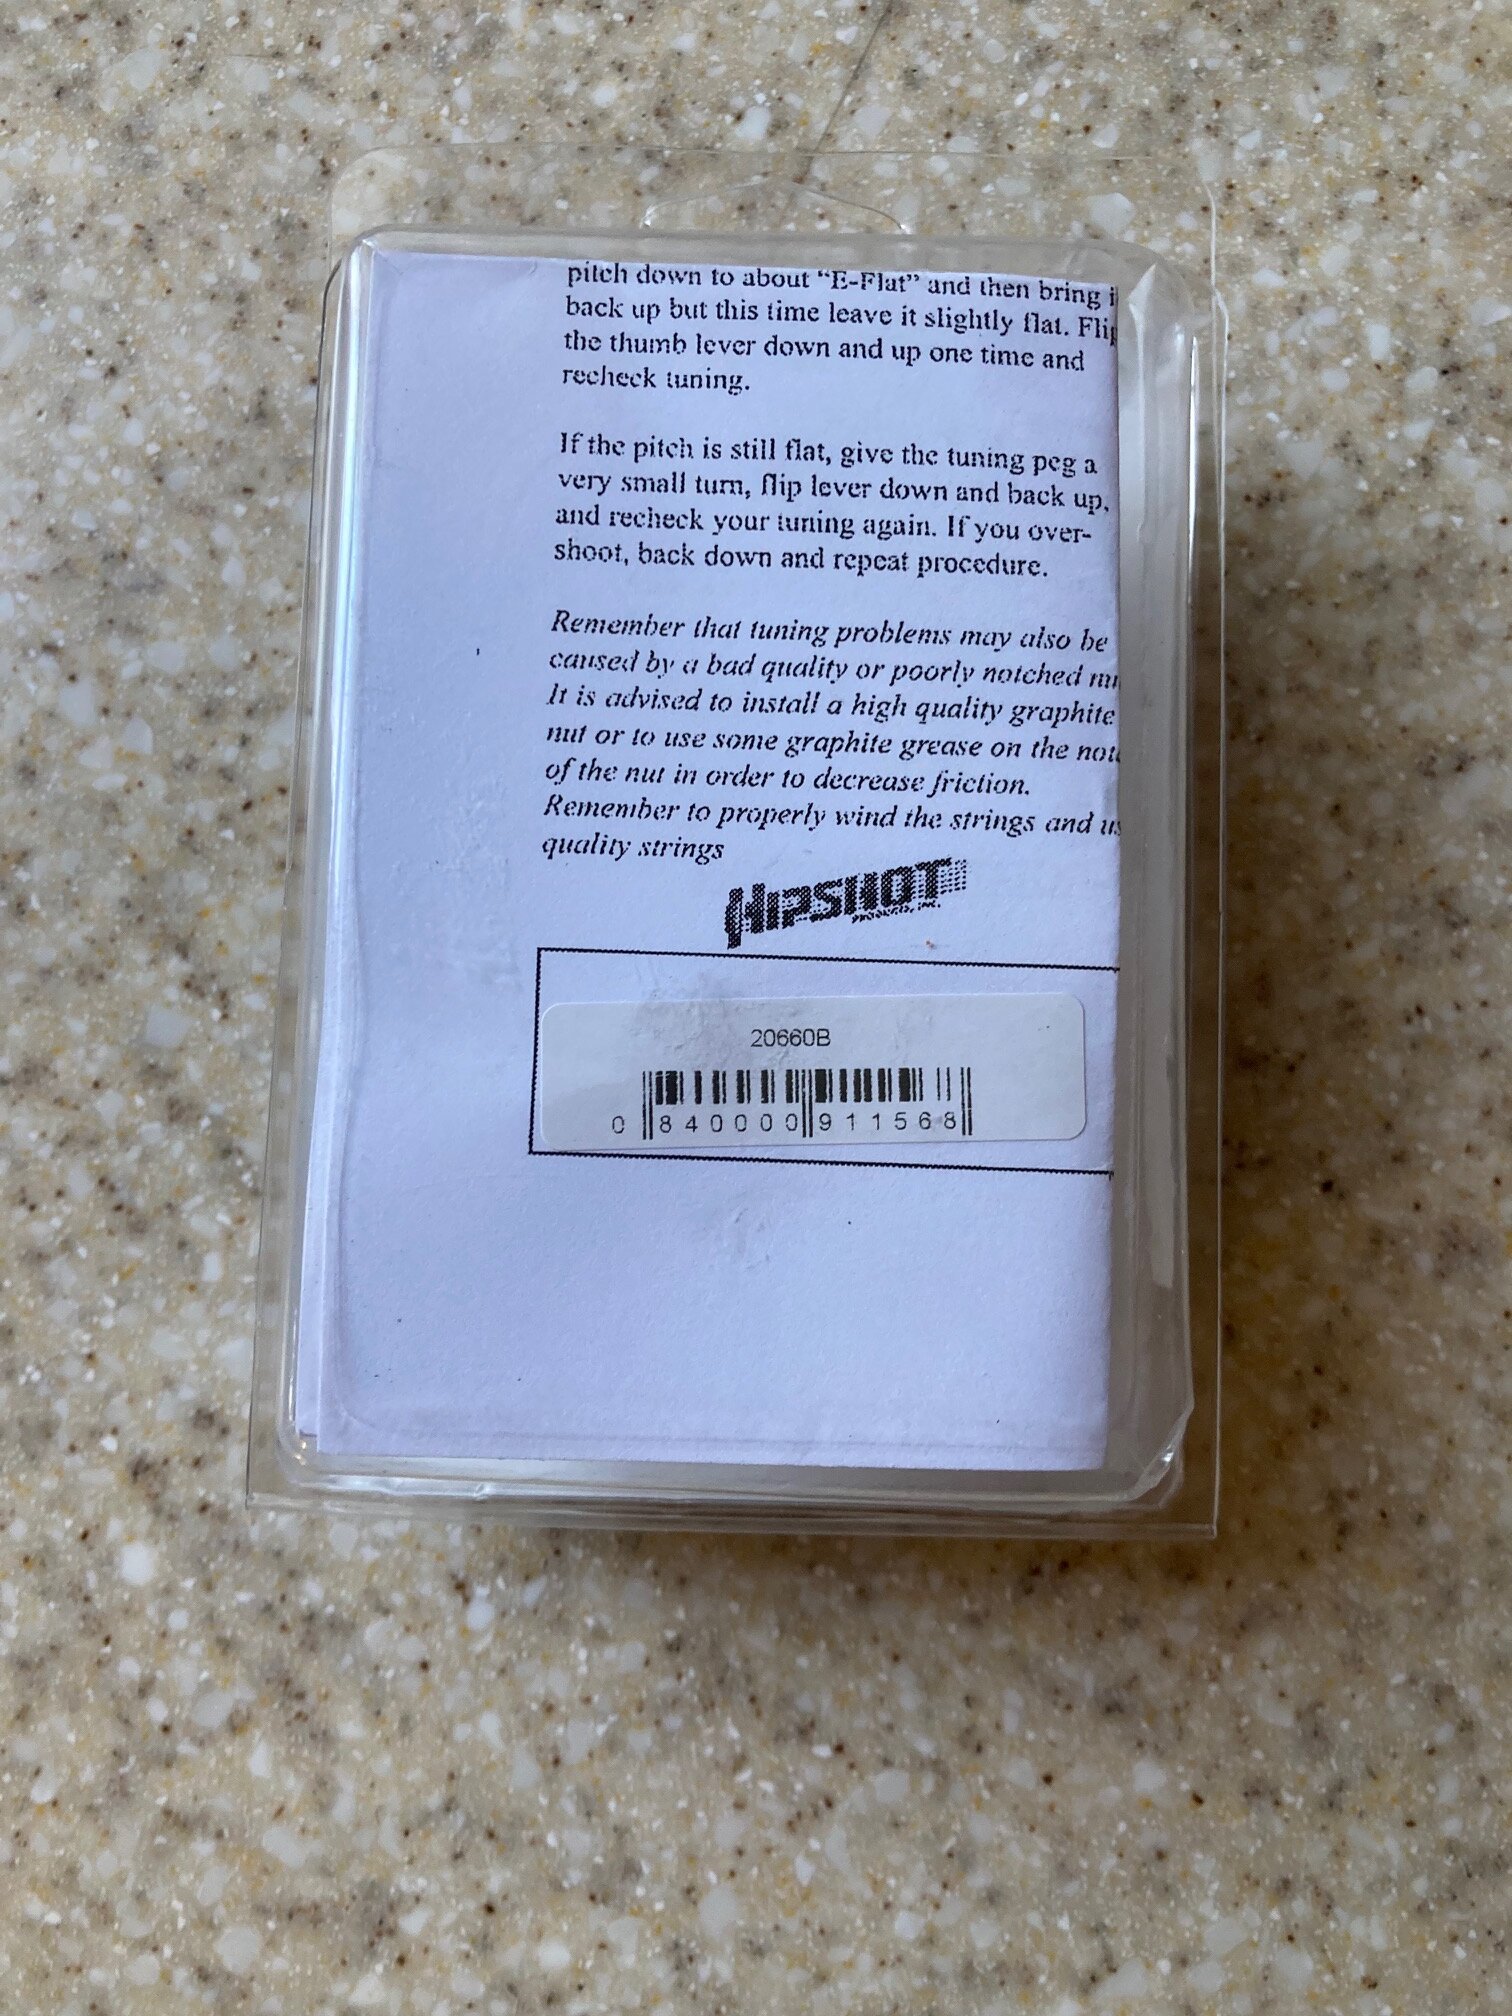 pitch down to about “E-Flat” and then bring i
back up but this time leave it slightly flat. Flip
the thumb lever down and up one time and
recheck tuning.
If the pitch is still flat, give the tuning peg a
very small turn, flip lever down and back up,
and recheck your tuning again. If you over-
shoot, back down and repeat procedure.
Remember that tuning problems may also be
caused by a bad quality or poorly notched
It is advised to install a high quality graphite
nut or to use some graphite grease on the
of the nut in order to decrease friction.
Remember to properly wind the strings and us
quality strings
HIPSHOT
PRODUCTS, INC.
20660B
0 840000 911568